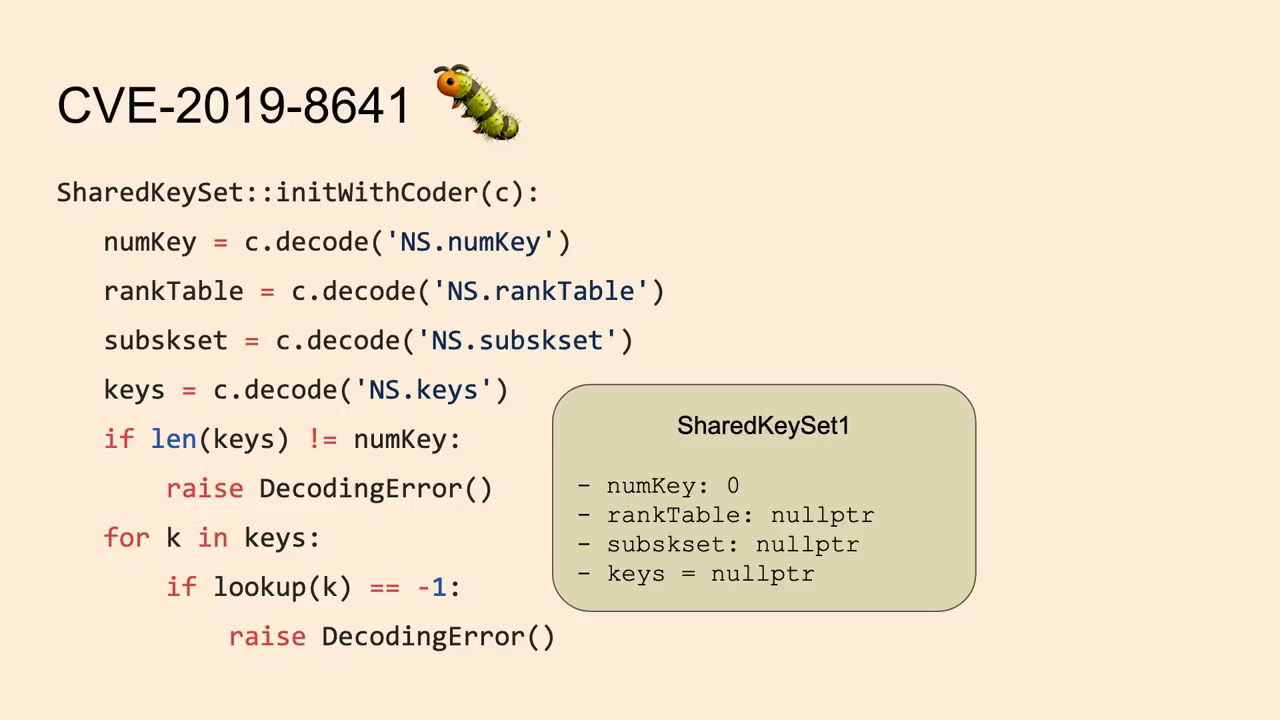 CVE-2019-8641
SharedKeySet::initWithCoder(c):
numKey = c.decode('NS.numKey')
rankTable = c.decode('NS.rankTable')
subskset = c.decode('NS.subskset')
keys = c.decode('NS.keys')
if len(keys) != numKey:
raise DecodingError()
for k in keys:
if lookup(k) == -1:
raise DecodingError()
SharedKeySet1
- numKey: 0
- rankTable: nullptr
- subskset: nullptr
- keys = nullptr